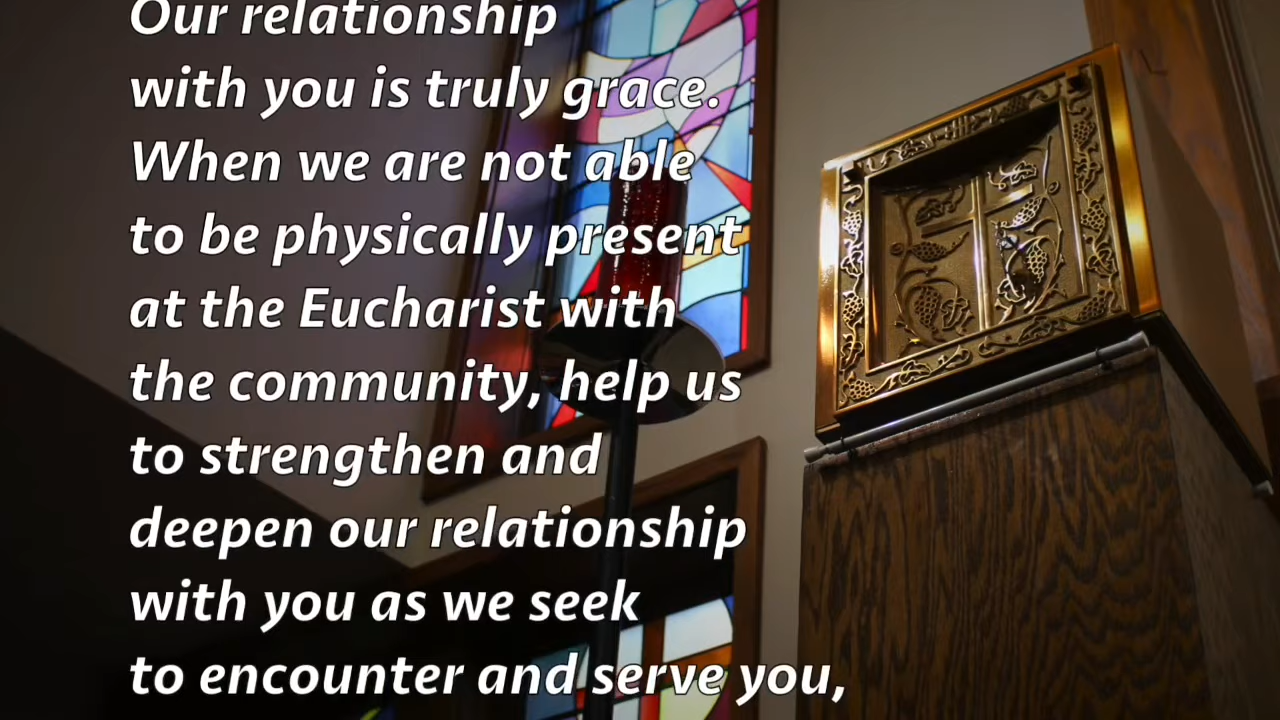 Our relationship
with you is truly grace.
When we are not able
to be physically present
at the Eucharist with
the community, help us
to strengthen and
deepen our relationship
with you as we seek
to encounter and serve you,